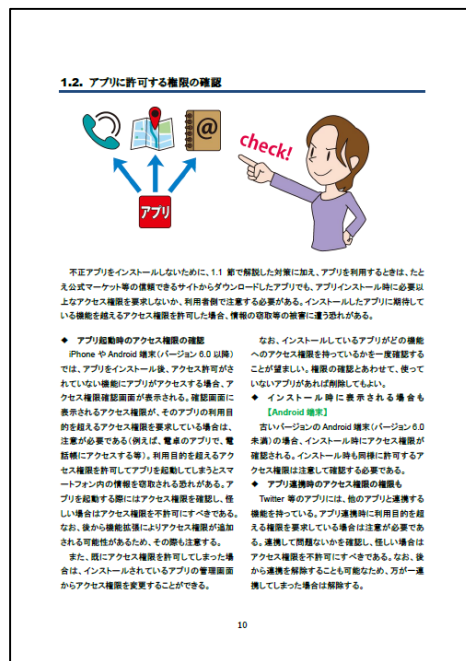 1.2. アプリに許可する権限の確認
@
check!
アプリ
不正アプリをインストールしないために、1.1 節で解説した対策に加え、アプリを利用するときは、たと
え公式マーケット等の信頼できるサイトからダウンロードしたアプリでも、アプリインストール時に必要以
上なアクセス権限を要求しないか、利用者側で注意する必要がある。インストールしたアプリに期待してい
る機能を越えるアクセス権限を許可した場合、情報の窃取等の被害に遭う恐れがある。
◆ アプリ起動時のアクセス権限の確認
iPhone や Android 端末(バージョン 6.0 以降)
では、アプリをインストール後、アクセス許可がさ
れていない機能にアプリがアクセスする場合、ア
クセス権限確認画面が表示される。確認画面に
表示されるアクセス権限が、そのアプリの利用目
的を超えるアクセス権限を要求している場合は、
注意が必要である(例えば、電卓のアプリで、電
話帳にアクセスする等)。利用目的を超えるアク
セス権限を許可してアプリを起動してしまうとスマ
ートフォン内の情報を窃取される恐れがある。ア
プリを起動する際にはアクセス権限を確認し、怪
しい場合はアクセス権限を不許可にすべきである。
なお、後から機能拡張によりアクセス権限が追加
される可能性があるため、その際も注意する。
また、既にアクセス権限を許可してしまった場
合は、インストールされているアプリの管理画面
からアクセス権限を変更することができる。
なお、インストールしているアプリがどの機能
へのアクセス権限を持っているかを一度確認する
ことが望ましい。権限の確認とあわせて、使って
いないアプリがあれば削除してもよい。
◆ インストール時に表示される場合も
【Android 端末】
古いバージョンの Android 端末(バージョン 6.0
未満)の場合、インストール時にアクセス権限が
確認される。インストール時も同様に許可するア
クセス権限は注意して確認する必要である。
◆ アプリ連携時のアクセス権限の権限も
Twitter 等のアプリには、他のアプリと連携する
機能を持っている。アプリ連携時に利用目的を超
える権限を要求している場合は注意が必要であ
る。連携して問題ないかを確認し、怪しい場合は
アクセス権限を不許可にすべきである。なお、後
から連携を解除することも可能なため、万が一連
携してしまった場合は解除する。
10